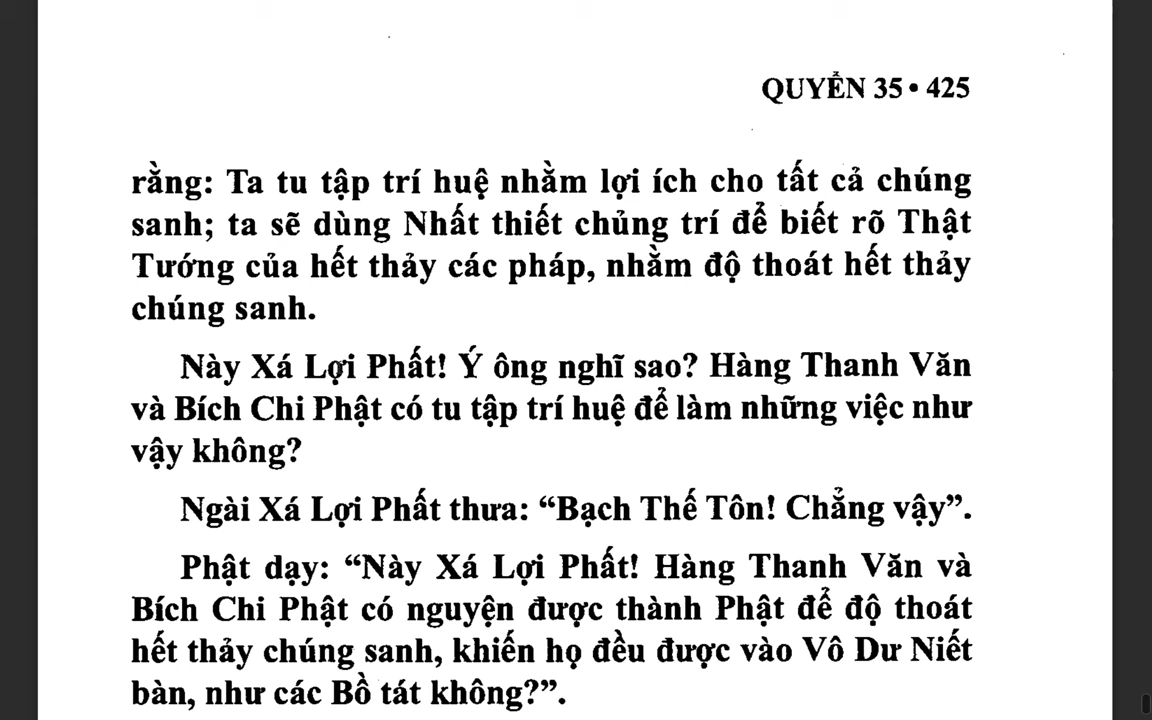 QUYỂN 35 • 425
rằng: Ta tu tập trí huệ nhằm lợi ích cho tất cả chúng
sanh; ta sẽ dùng Nhất thiết chủng trí để biết rõ Thật
Tướng của hết thảy các pháp, nhằm độ thoát hết thảy
chúng sanh.
Này Xá Lợi Phất! Ý ông nghĩ sao? Hàng Thanh Văn
và Bích Chi Phật có tu tập trí huệ để làm những việc như
vậy không?
Ngài Xá Lợi Phất thưa: “Bạch Thế Tôn! Chẳng vậy”.
Phật dạy: “Này Xá Lợi Phất! Hàng Thanh Văn và
Bích Chi Phật có nguyện được thành Phật để độ thoát
hết thảy chúng sanh, khiến họ đều được vào Vô Dư Niết
bàn, như các Bồ tát không?”.